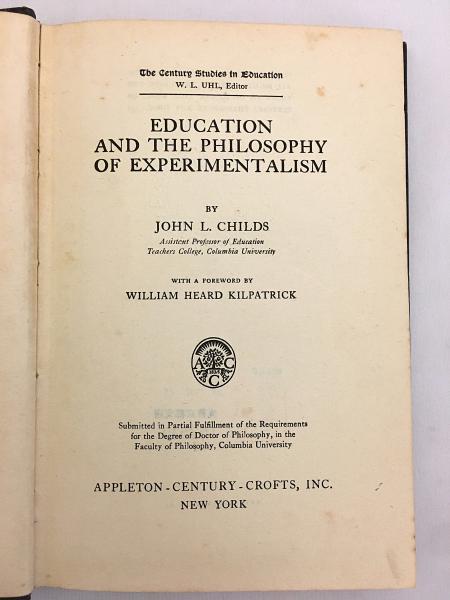 The Century Studies in Education
W. L. UHL, Editor
EDUCATION
AND THE PHILOSOPHY
OF EXPERIMENTALISM
BY
JOHN L. CHILDS
Assistent Professor of Education
Teachers College, Columbia University
WITH A FOREWORD BY
WILLIAM HEARD KILPATRICK
A C C
Submitted in Partial Fulfillment of the Requirements
for the Degree of Doctor of Philosophy, in the
Faculty of Philosophy, Columbia University
APPLETON-CENTURY-CROFTS, INC.
NEW YORK